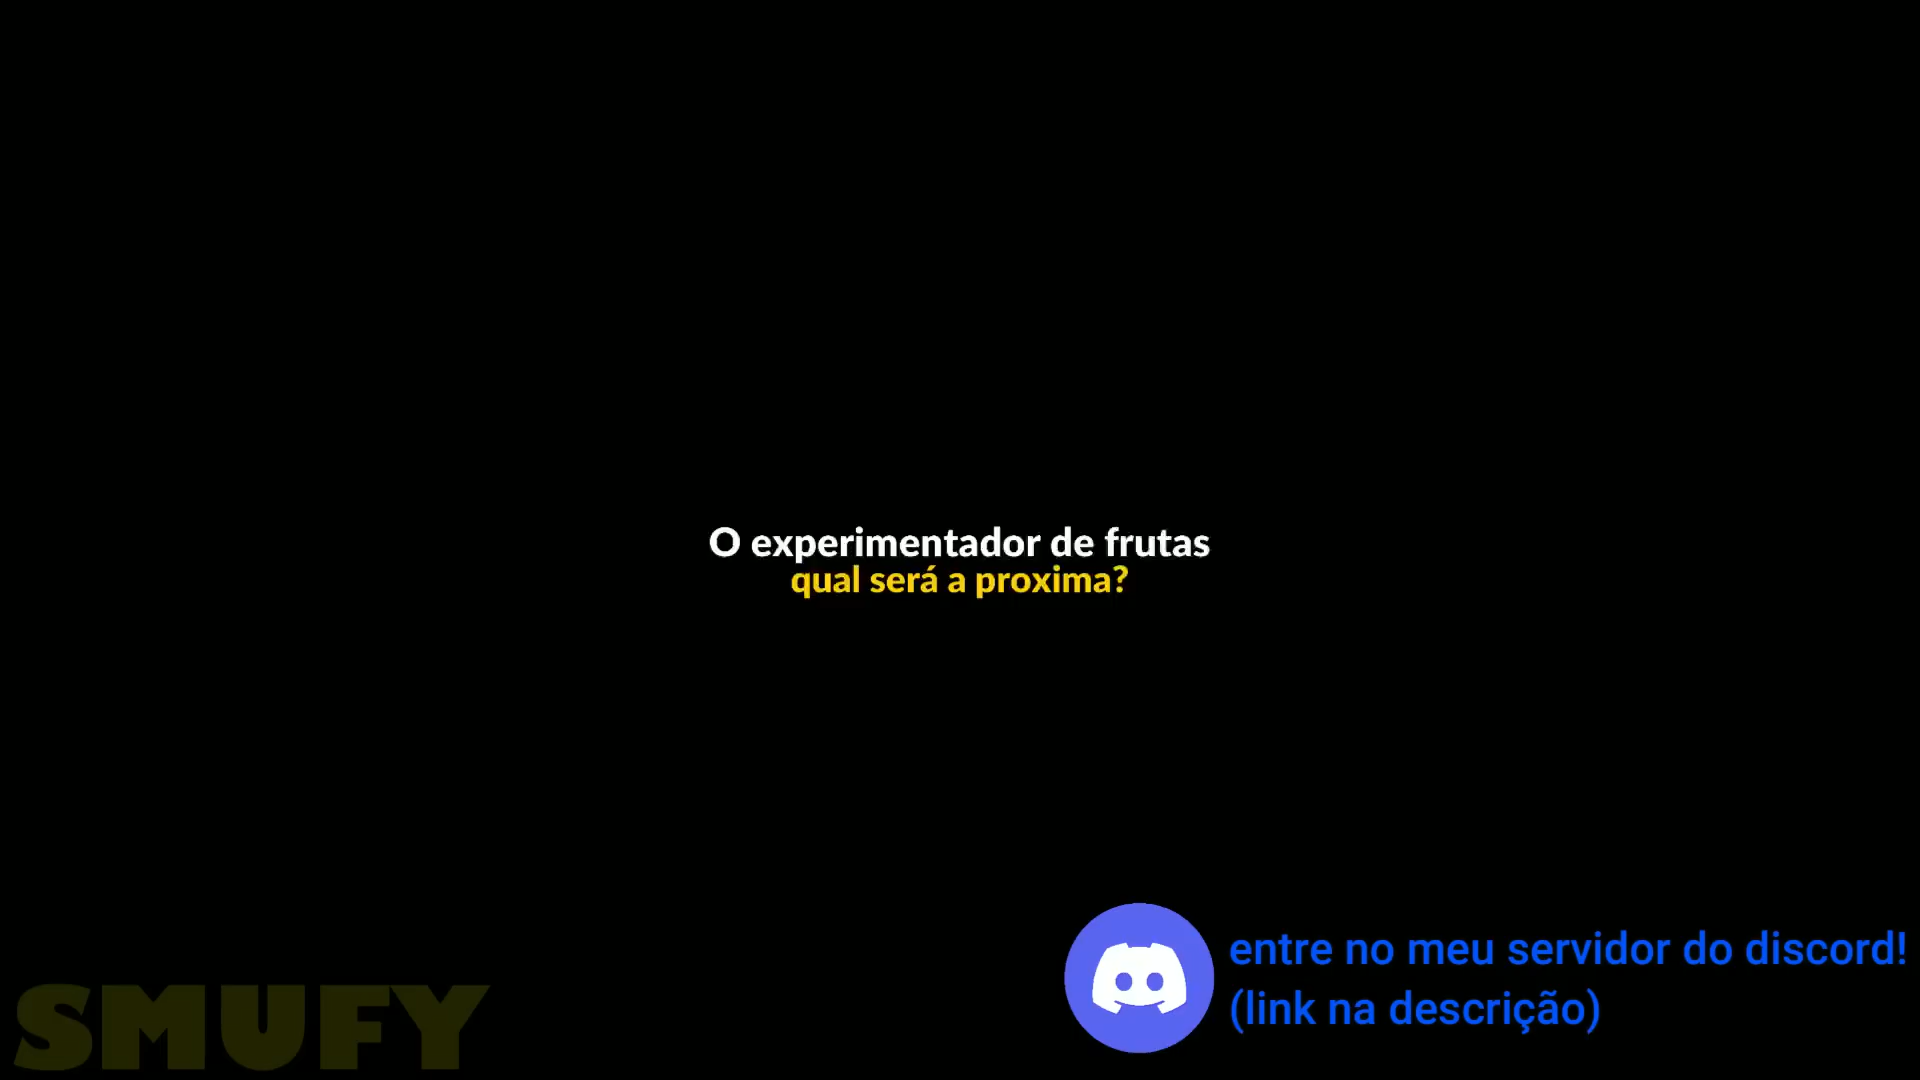 O experimentador de frutas
qual será a proxima?
entre no meu servidor do discord!
(link na descrição)
SMUFY